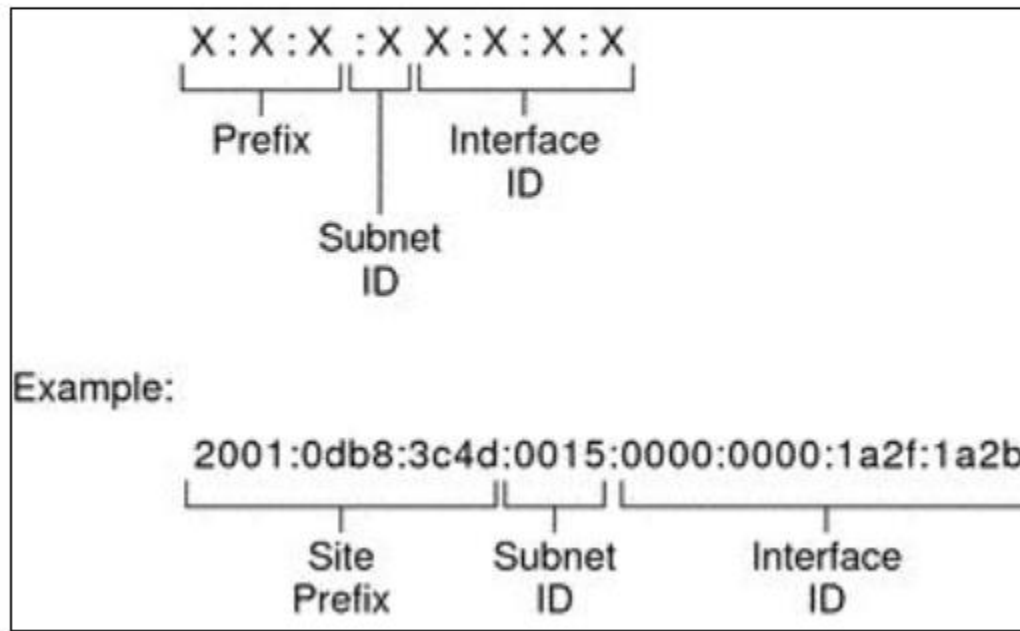 X : X : X : X X : X : X : X
Prefix
Interface
ID
Subnet
ID
Example:
2001:0db8:3c4d:0015:0000:0000:1a2f:1a2b
Site
Prefix
Subnet
ID
Interface
ID